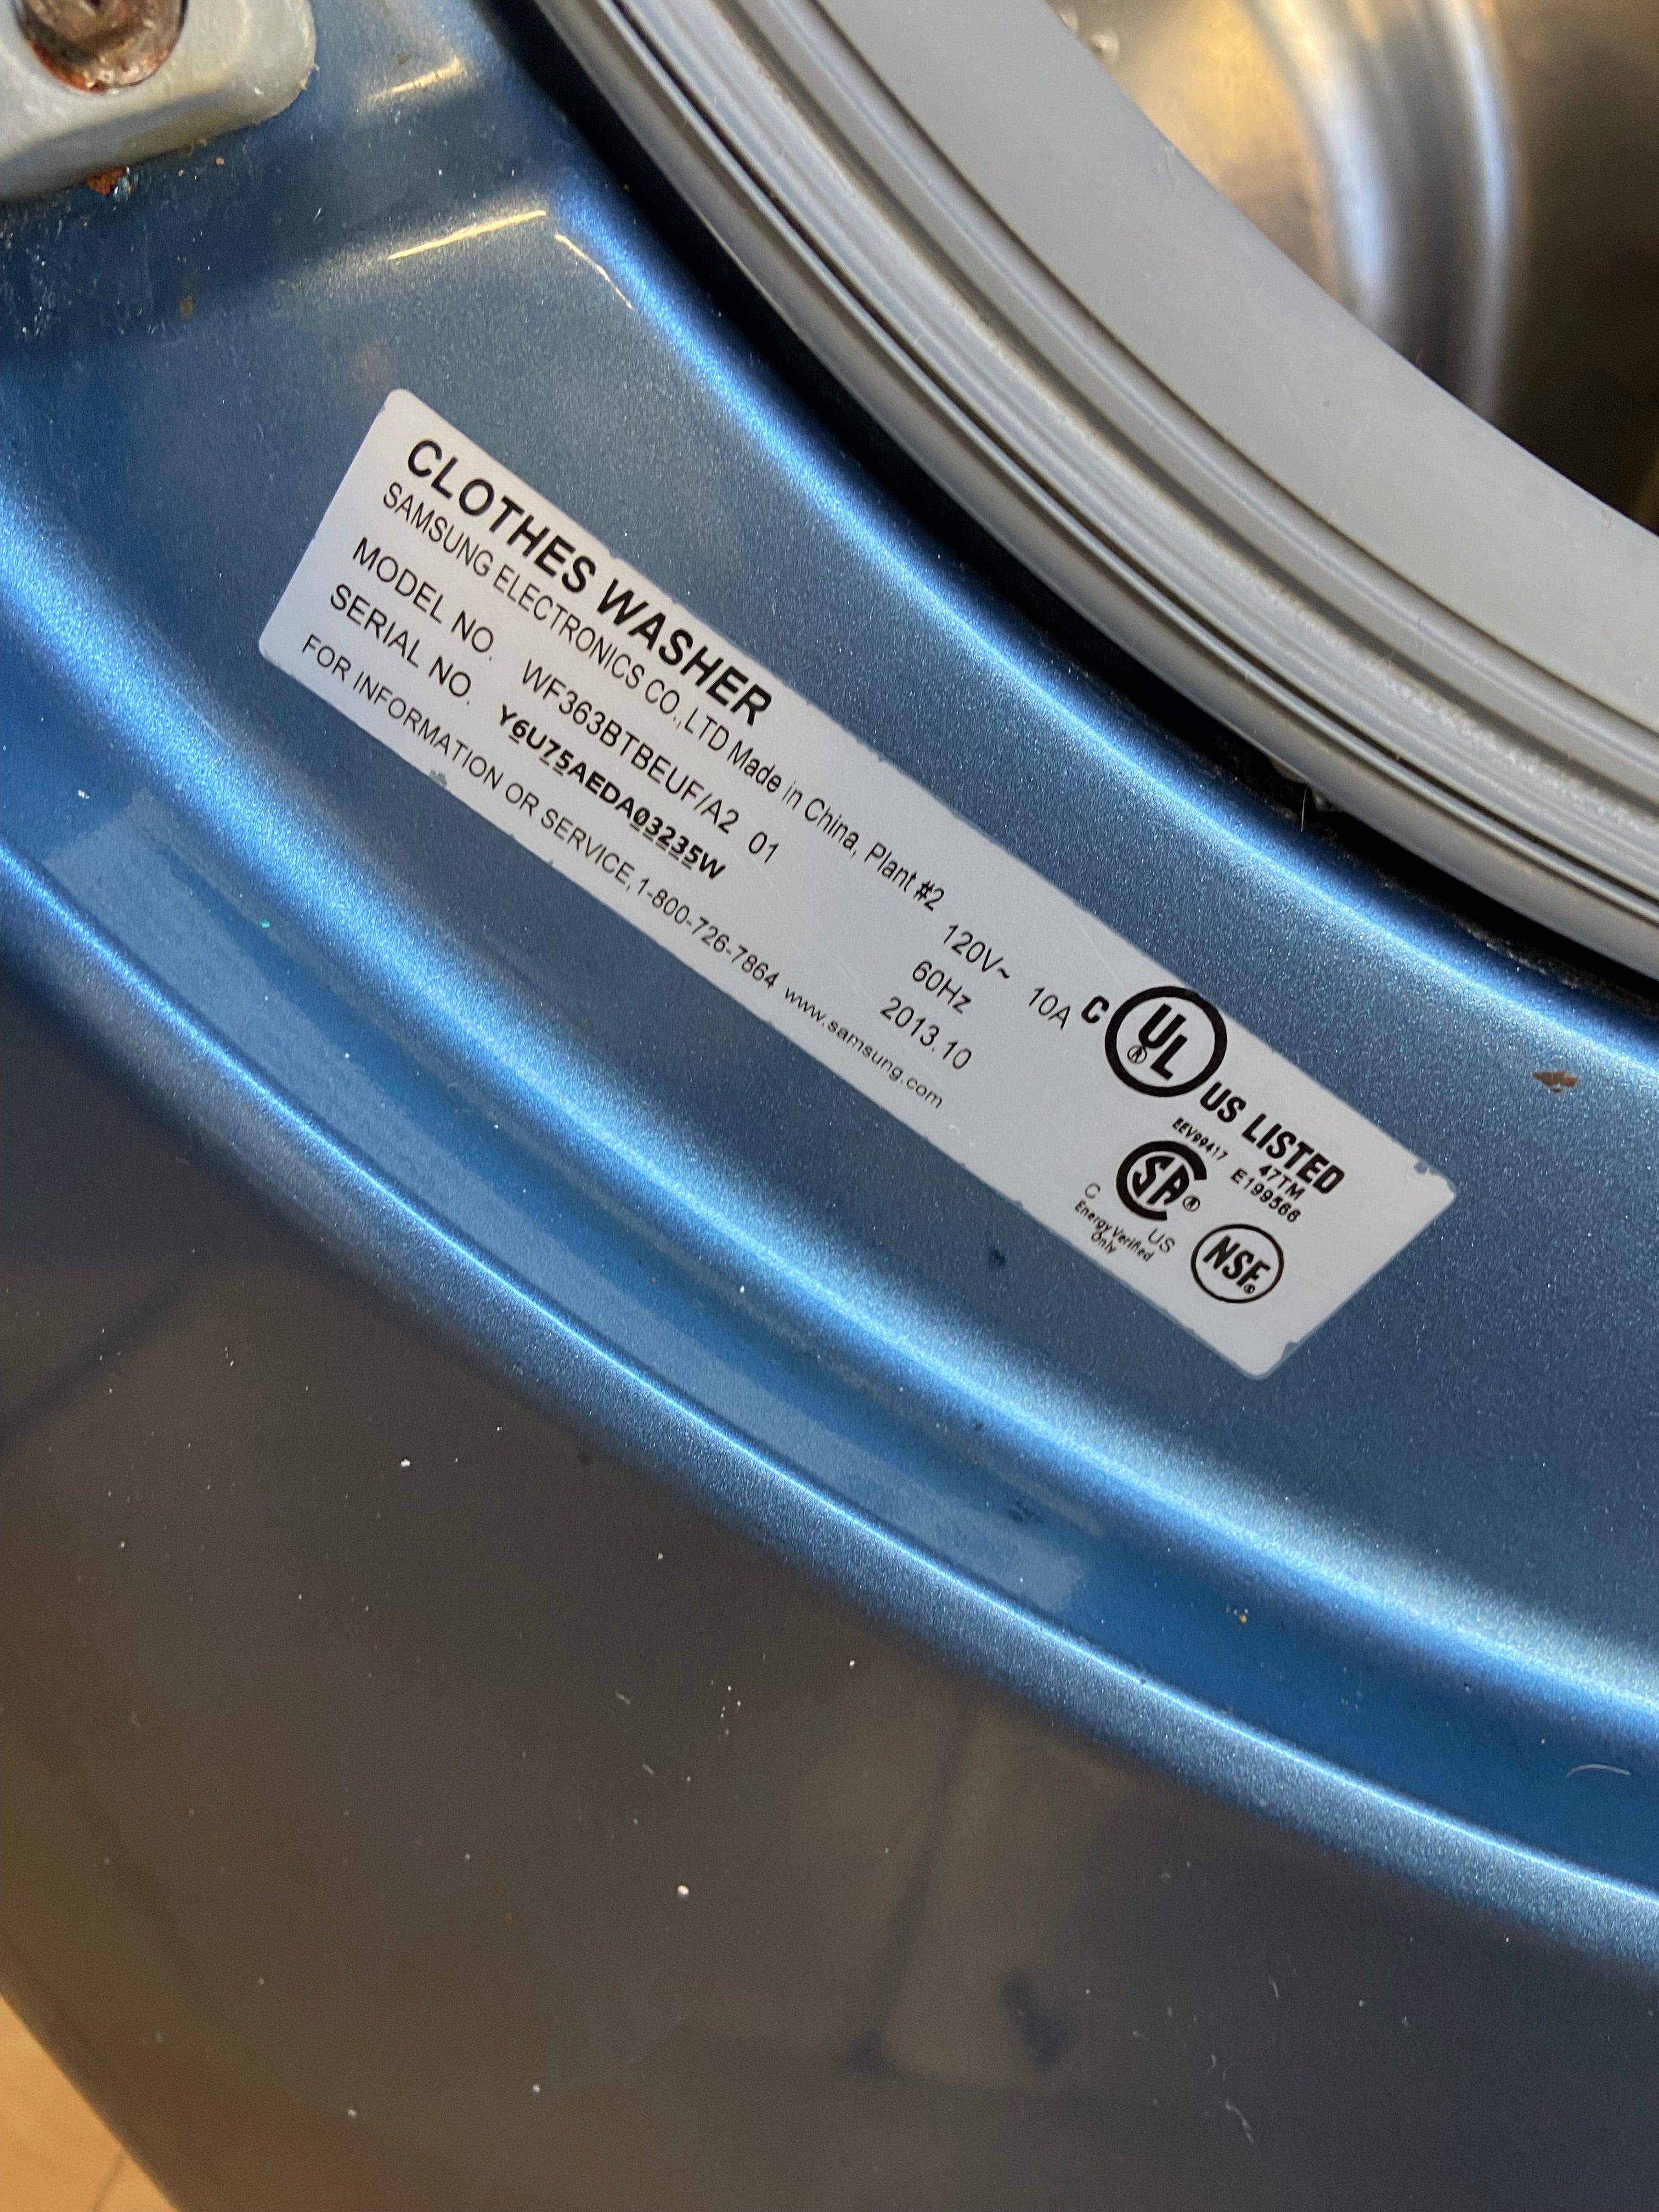 CLOTHES WASHER
SAMSUNG ELECTRONICS CO.,LTD Made in China, Plant #2
MODEL NO. WF363BTBEUF/A2 01
SERIAL NO. Y6U75AEDA03235W
FOR INFORMATION OR SERVICE,1-800-726-7864 www.samsung.com
120V~ 10A
60Hz
2013.10
C UL ® US LISTED
EEV99417 47TM
E199566
C SA ® US
Energy Verified
Only
NSF®